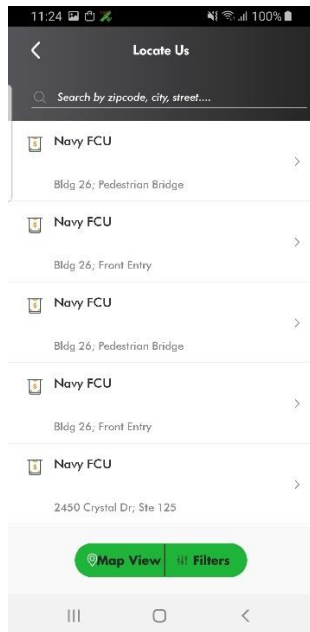 11:24 100%
Locate Us
Search by zipcode, city, street....
Navy FCU
Bldg 26; Pedestrian Bridge
Navy FCU
Bldg 26; Front Entry
Navy FCU
Bldg 26; Pedestrian Bridge
Navy FCU
Bldg 26; Front Entry
Navy FCU
2450 Crystal Dr; Ste 125
Map View Filters